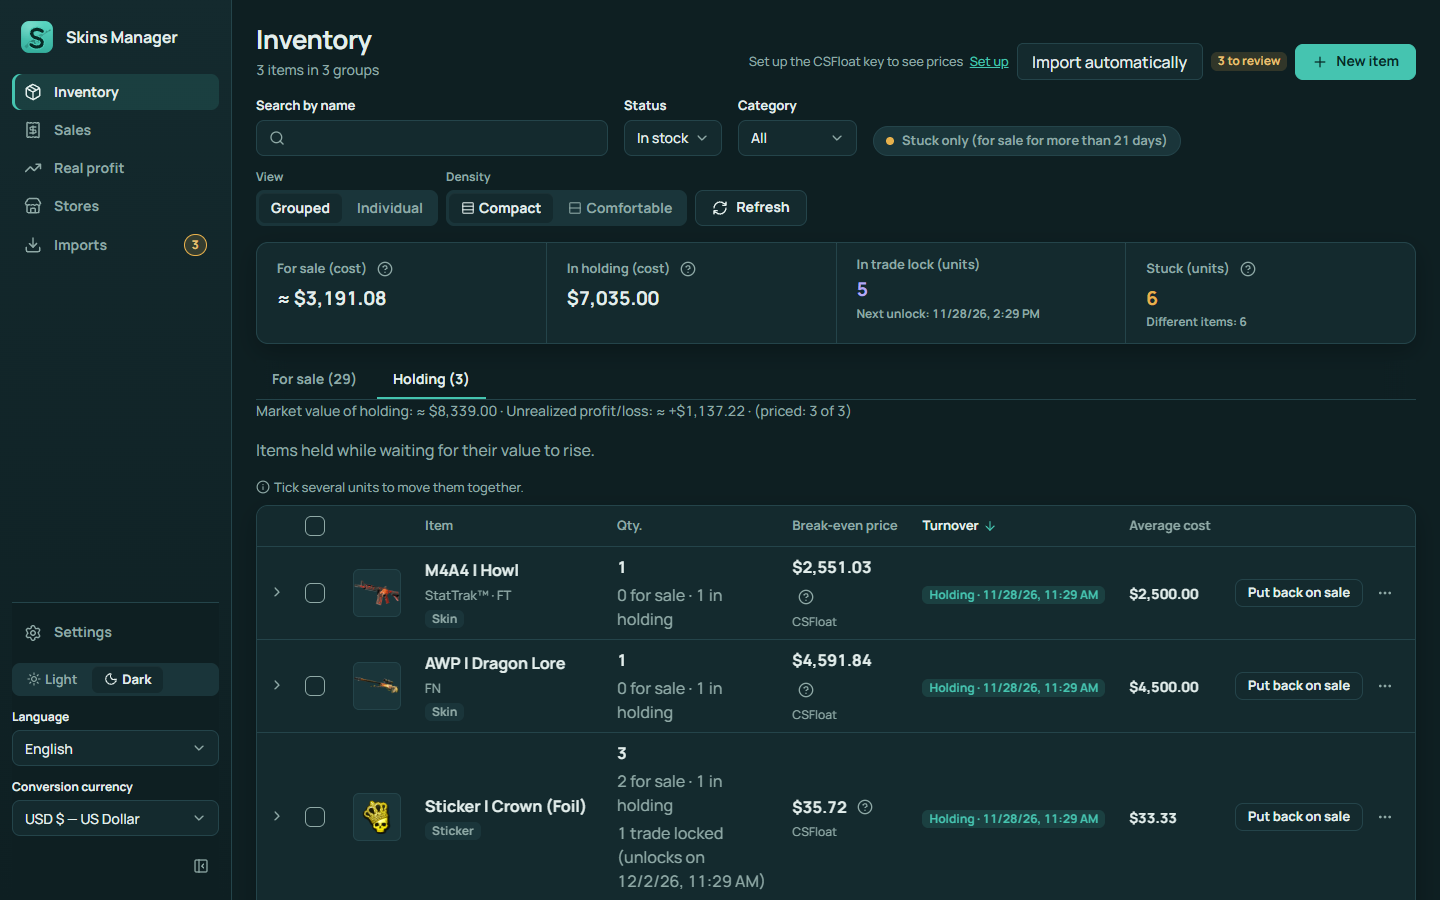 Skins Manager
Inventory
Sales
Real profit
Stores
Imports
3
Settings
Light
Dark
Language
English
Conversion currency
USD $ — US Dollar
Inventory
3 items in 3 groups
Set up the CSFloat key to see prices Set up
Import automatically
3 to review
New item
Search by name
Status
In stock
Category
All
Stuck only (for sale for more than 21 days)
View
Grouped
Individual
Density
Compact
Comfortable
Refresh
For sale (cost)
≈ $3,191.08
In holding (cost)
$7,035.00
In trade lock (units)
5
Next unlock: 11/28/26, 2:29 PM
Stuck (units)
6
Different items: 6
For sale (29)
Holding (3)
Market value of holding: ≈ $8,339.00 · Unrealized profit/loss: ≈ +$1,137.22 · (priced: 3 of 3)
Items held while waiting for their value to rise.
Tick several units to move them together.
Item
Qty.
Break-even price
Turnover ↓
Average cost
M4A4 | Howl
StatTrak™ · FT
Skin
1
0 for sale · 1 in
holding
$2,551.03
CSFloat
Holding · 11/28/26, 11:29 AM
$2,500.00
Put back on sale
AWP | Dragon Lore
FN
Skin
1
0 for sale · 1 in
holding
$4,591.84
CSFloat
Holding · 11/28/26, 11:29 AM
$4,500.00
Put back on sale
Sticker | Crown (Foil)
Sticker
3
2 for sale · 1 in
holding
1 trade locked
(unlocks on
12/2/26, 11:29 AM)
$35.72
CSFloat
Holding · 11/28/26, 11:29 AM
$33.33
Put back on sale